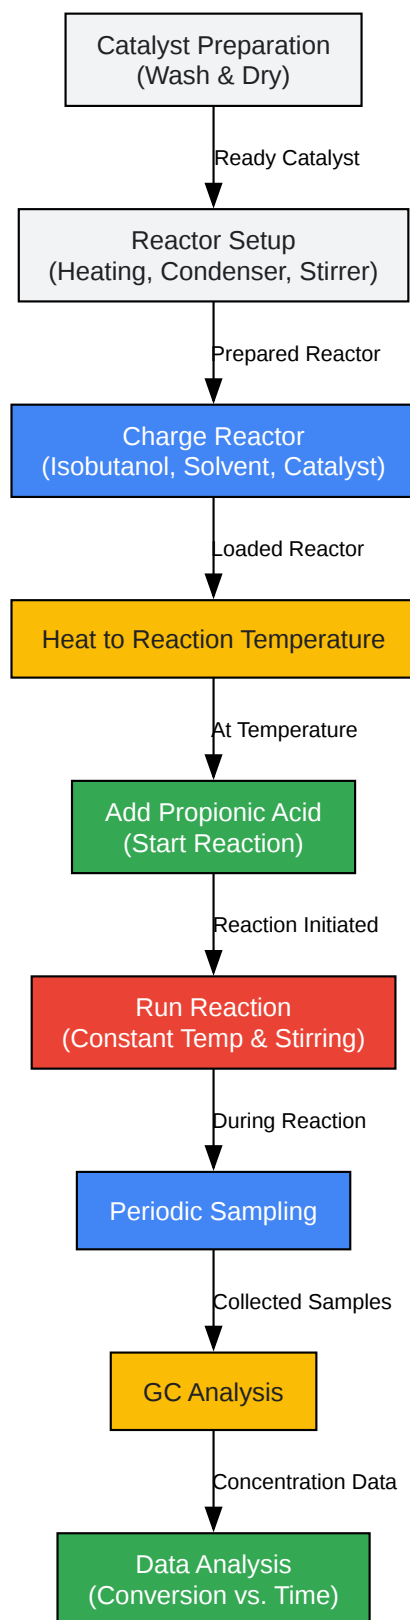 Catalyst Preparation
(Wash & Dry)
Ready Catalyst
Reactor Setup
(Heating, Condenser, Stirrer)
Prepared Reactor
Charge Reactor
(Isobutanol, Solvent, Catalyst)
Loaded Reactor
Heat to Reaction Temperature
At Temperature
Add Propionic Acid
(Start Reaction)
Reaction Initiated
Run Reaction
(Constant Temp & Stirring)
During Reaction
Periodic Sampling
Collected Samples
GC Analysis
Concentration Data
Data Analysis
(Conversion vs. Time)